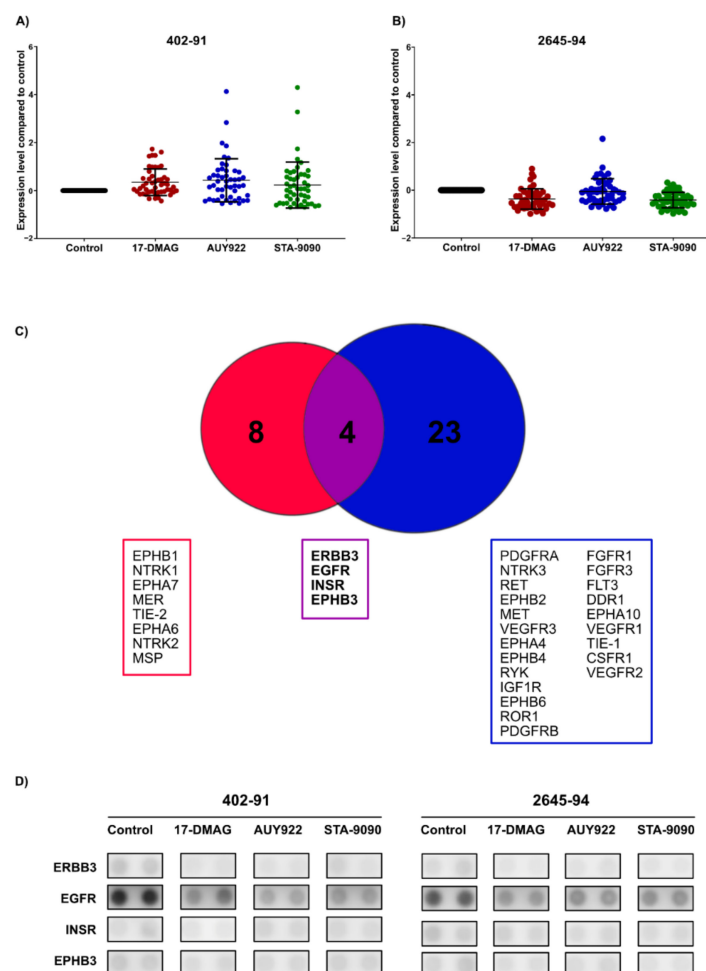 A)
402-91
Expression level compared to control
6
4
2
0
−2
Control 17-DMAG AUY922 STA-9090
B)
2645-94
Expression level compared to control
6
4
2
0
−2
Control 17-DMAG AUY922 STA-9090
C)
8 4 23
EPHB1
NTRK1
EPHA7
MER
TIE-2
EPHA6
NTRK2
MSP
ERBB3
EGFR
INSR
EPHB3
PDGFRA FGFR1
NTRK3 FGFR3
RET FLT3
EPHB2 DDR1
MET EPHA10
VEGFR3 VEGFR1
EPHA4 TIE-1
EPHB4 CSFR1
RYK VEGFR2
IGF1R
EPHB6
ROR1
PDGFRB
D)
402-91 2645-94
Control 17-DMAG AUY922 STA-9090 Control 17-DMAG AUY922 STA-9090
ERBB3
EGFR
INSR
EPHB3